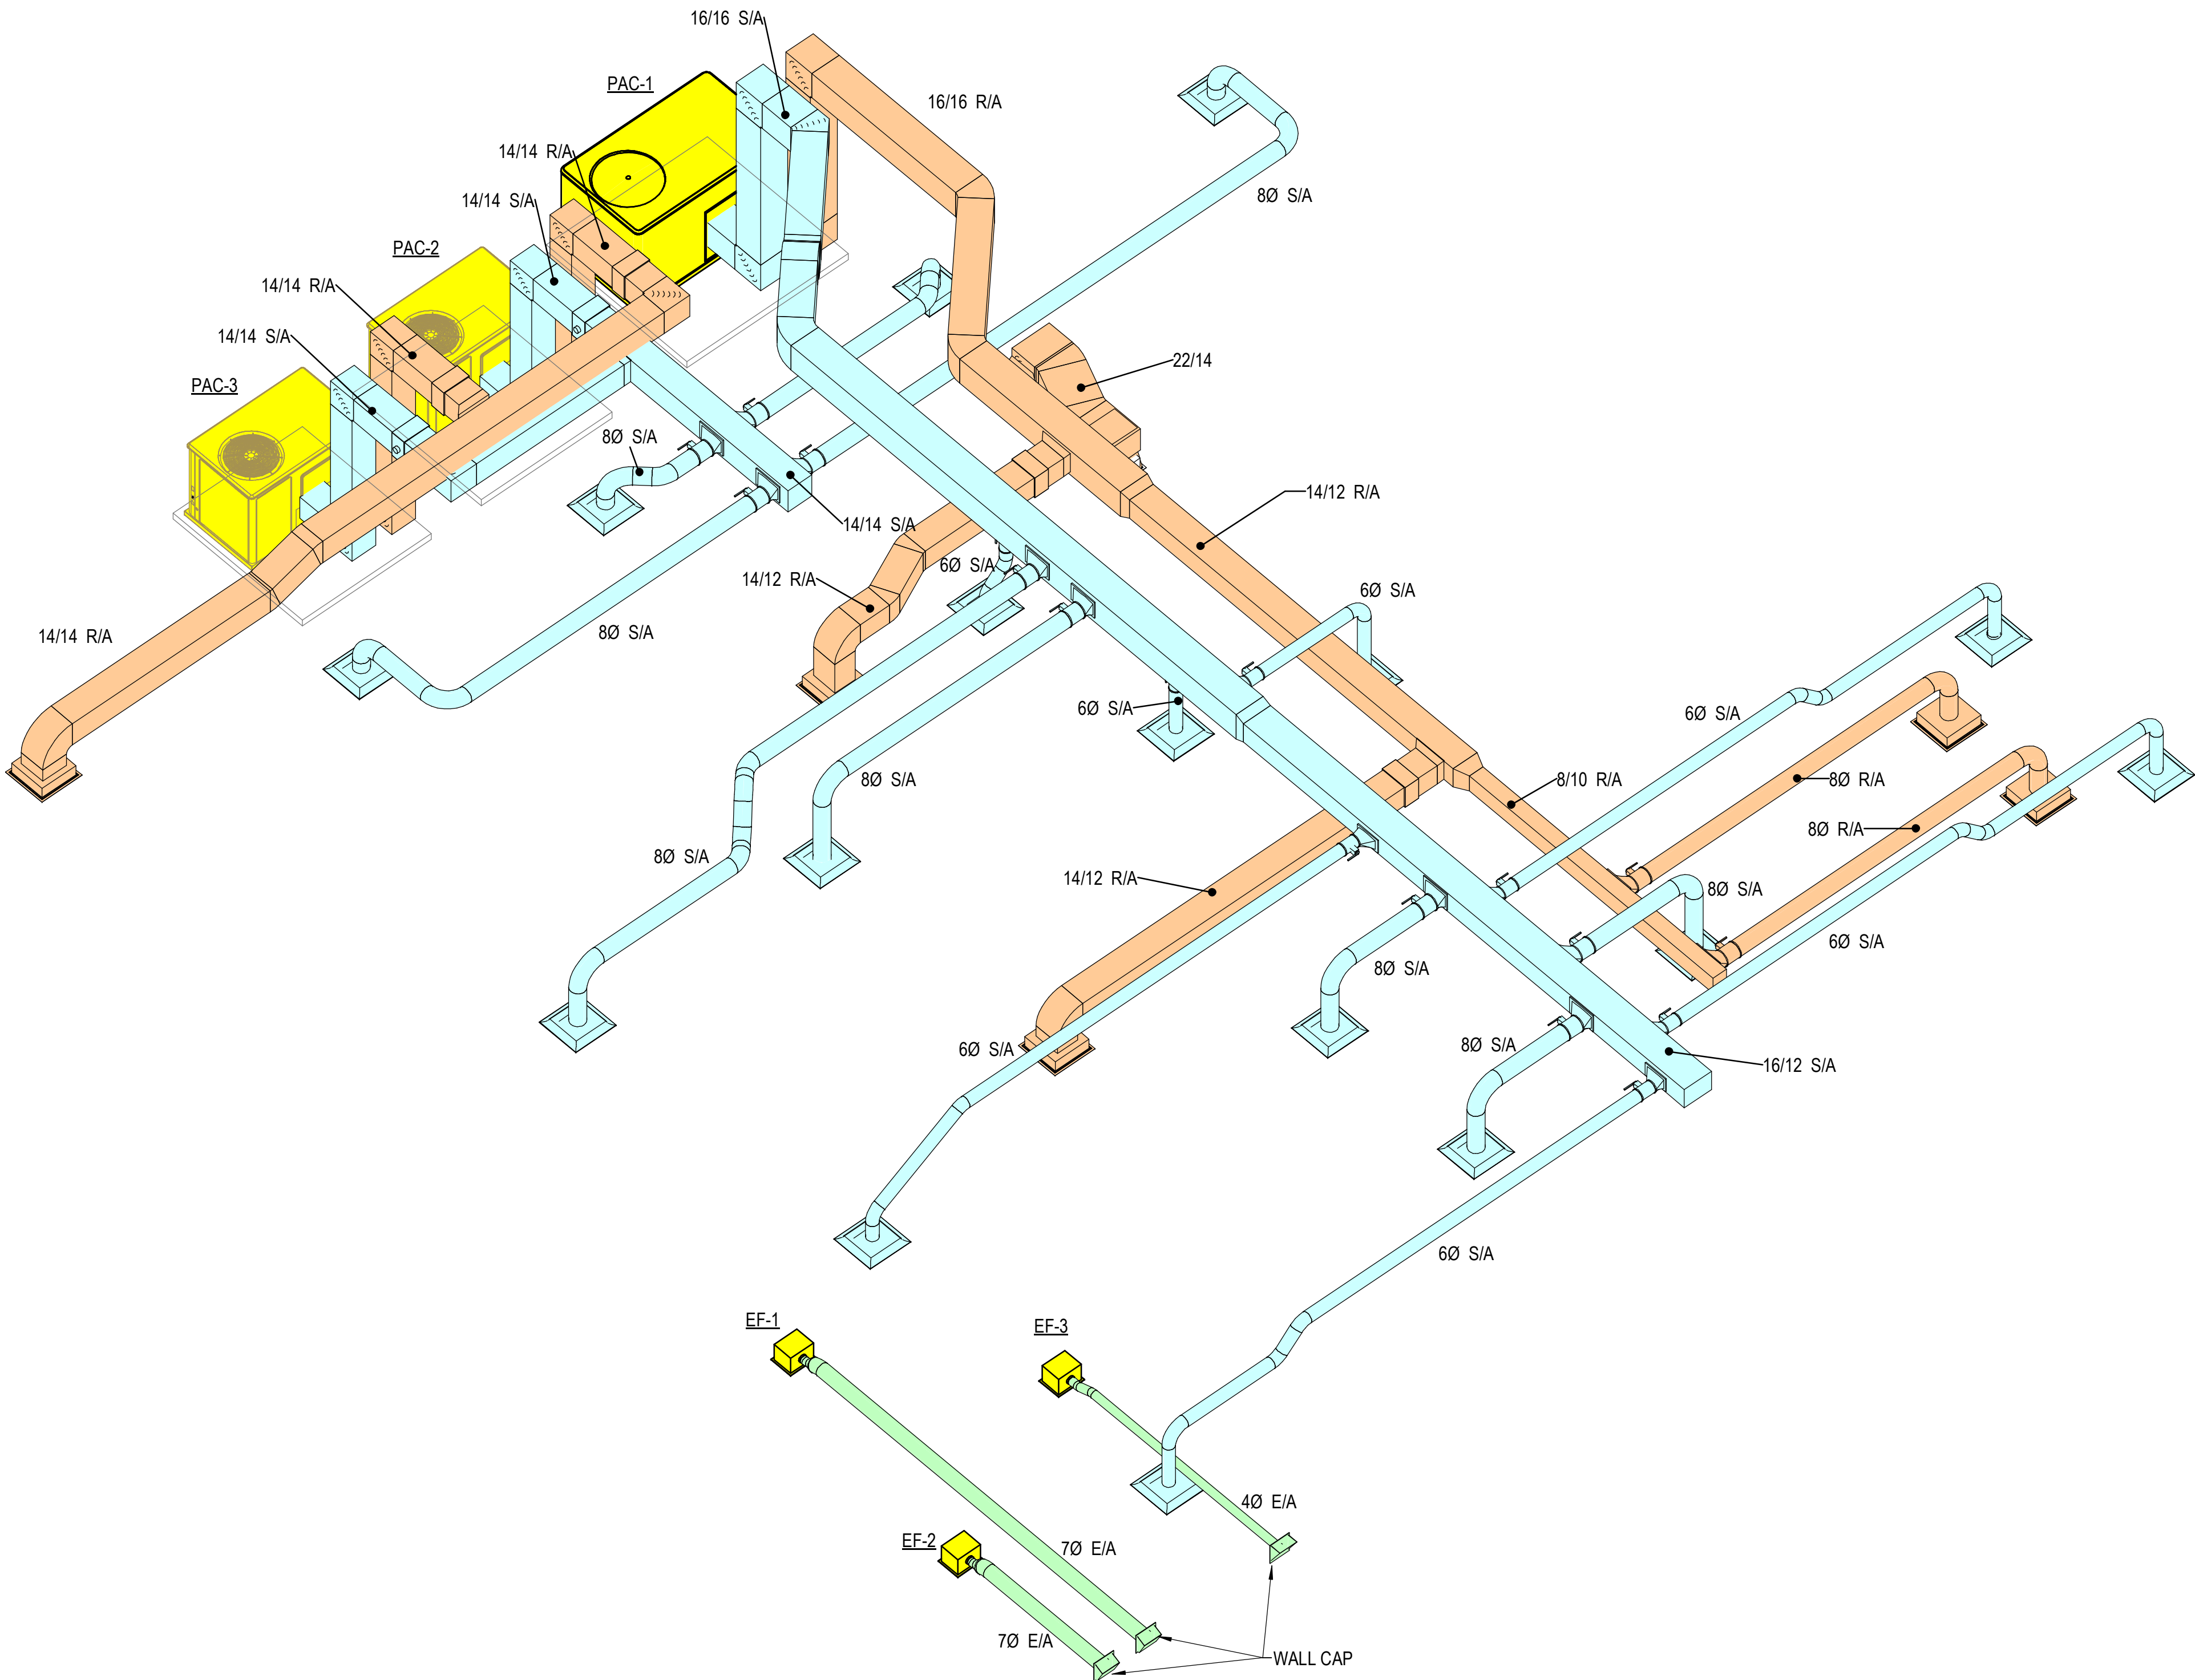 16/16 S/A
PAC-1
16/16 R/A
14/14 R/A
8Ø S/A
14/14 S/A
PAC-2
14/14 R/A
14/14 S/A
22/14
PAC-3
8Ø S/A
14/12 R/A
14/14 S/A
6Ø S/A
14/12 R/A
6Ø S/A
8Ø S/A
14/14 R/A
6Ø S/A
6Ø S/A
8Ø S/A
8/10 R/A
8Ø R/A
8Ø R/A
8Ø S/A
14/12 R/A
8Ø S/A
6Ø S/A
8Ø S/A
6Ø S/A
8Ø S/A
16/12 S/A
6Ø S/A
EF-1
EF-3
4Ø E/A
EF-2
7Ø E/A
7Ø E/A
WALL CAP